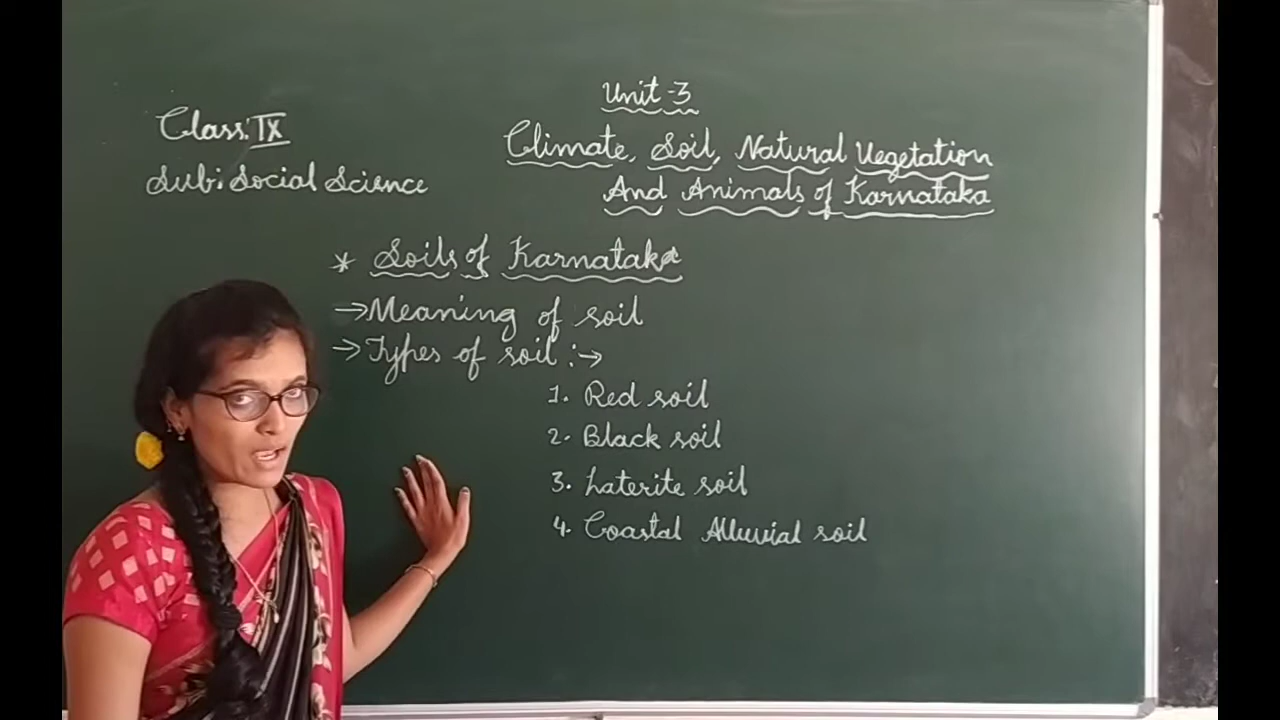 Unit-3
Class: IX
Climate, Soil, Natural Vegetation
Sub: Social Science
And Animals of Karnataka
* Soils of Karnataka
→Meaning of soil
→Types of soil :→
1. Red soil
2. Black soil
3. Laterite soil
4. Coastal Alluvial soil